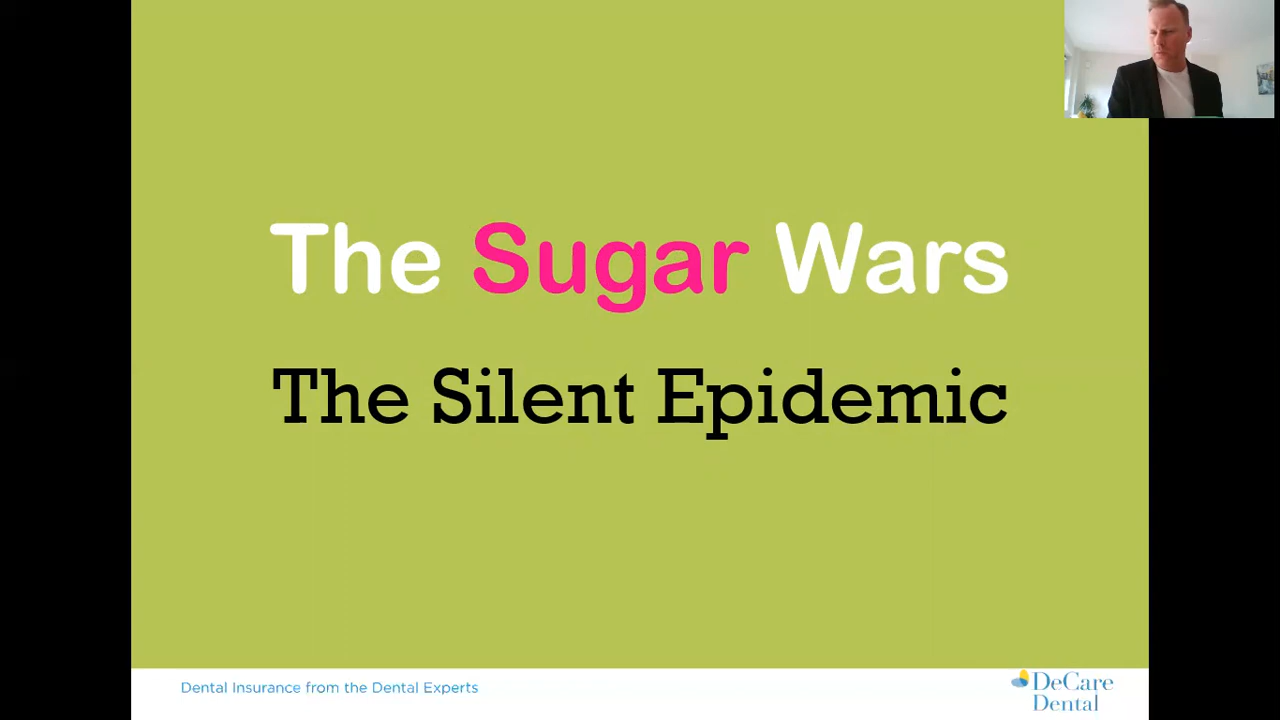 The Sugar Wars
The Silent Epidemic
Dental Insurance from the Dental Experts
DeCare
Dental